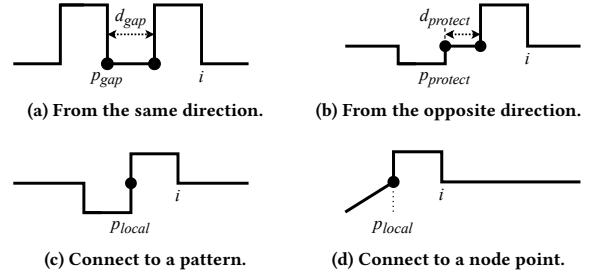 d_gap d_protect
p_gap i p_protect i
(a) From the same direction. (b) From the opposite direction.
i
p_local p_local i
(c) Connect to a pattern. (d) Connect to a node point.